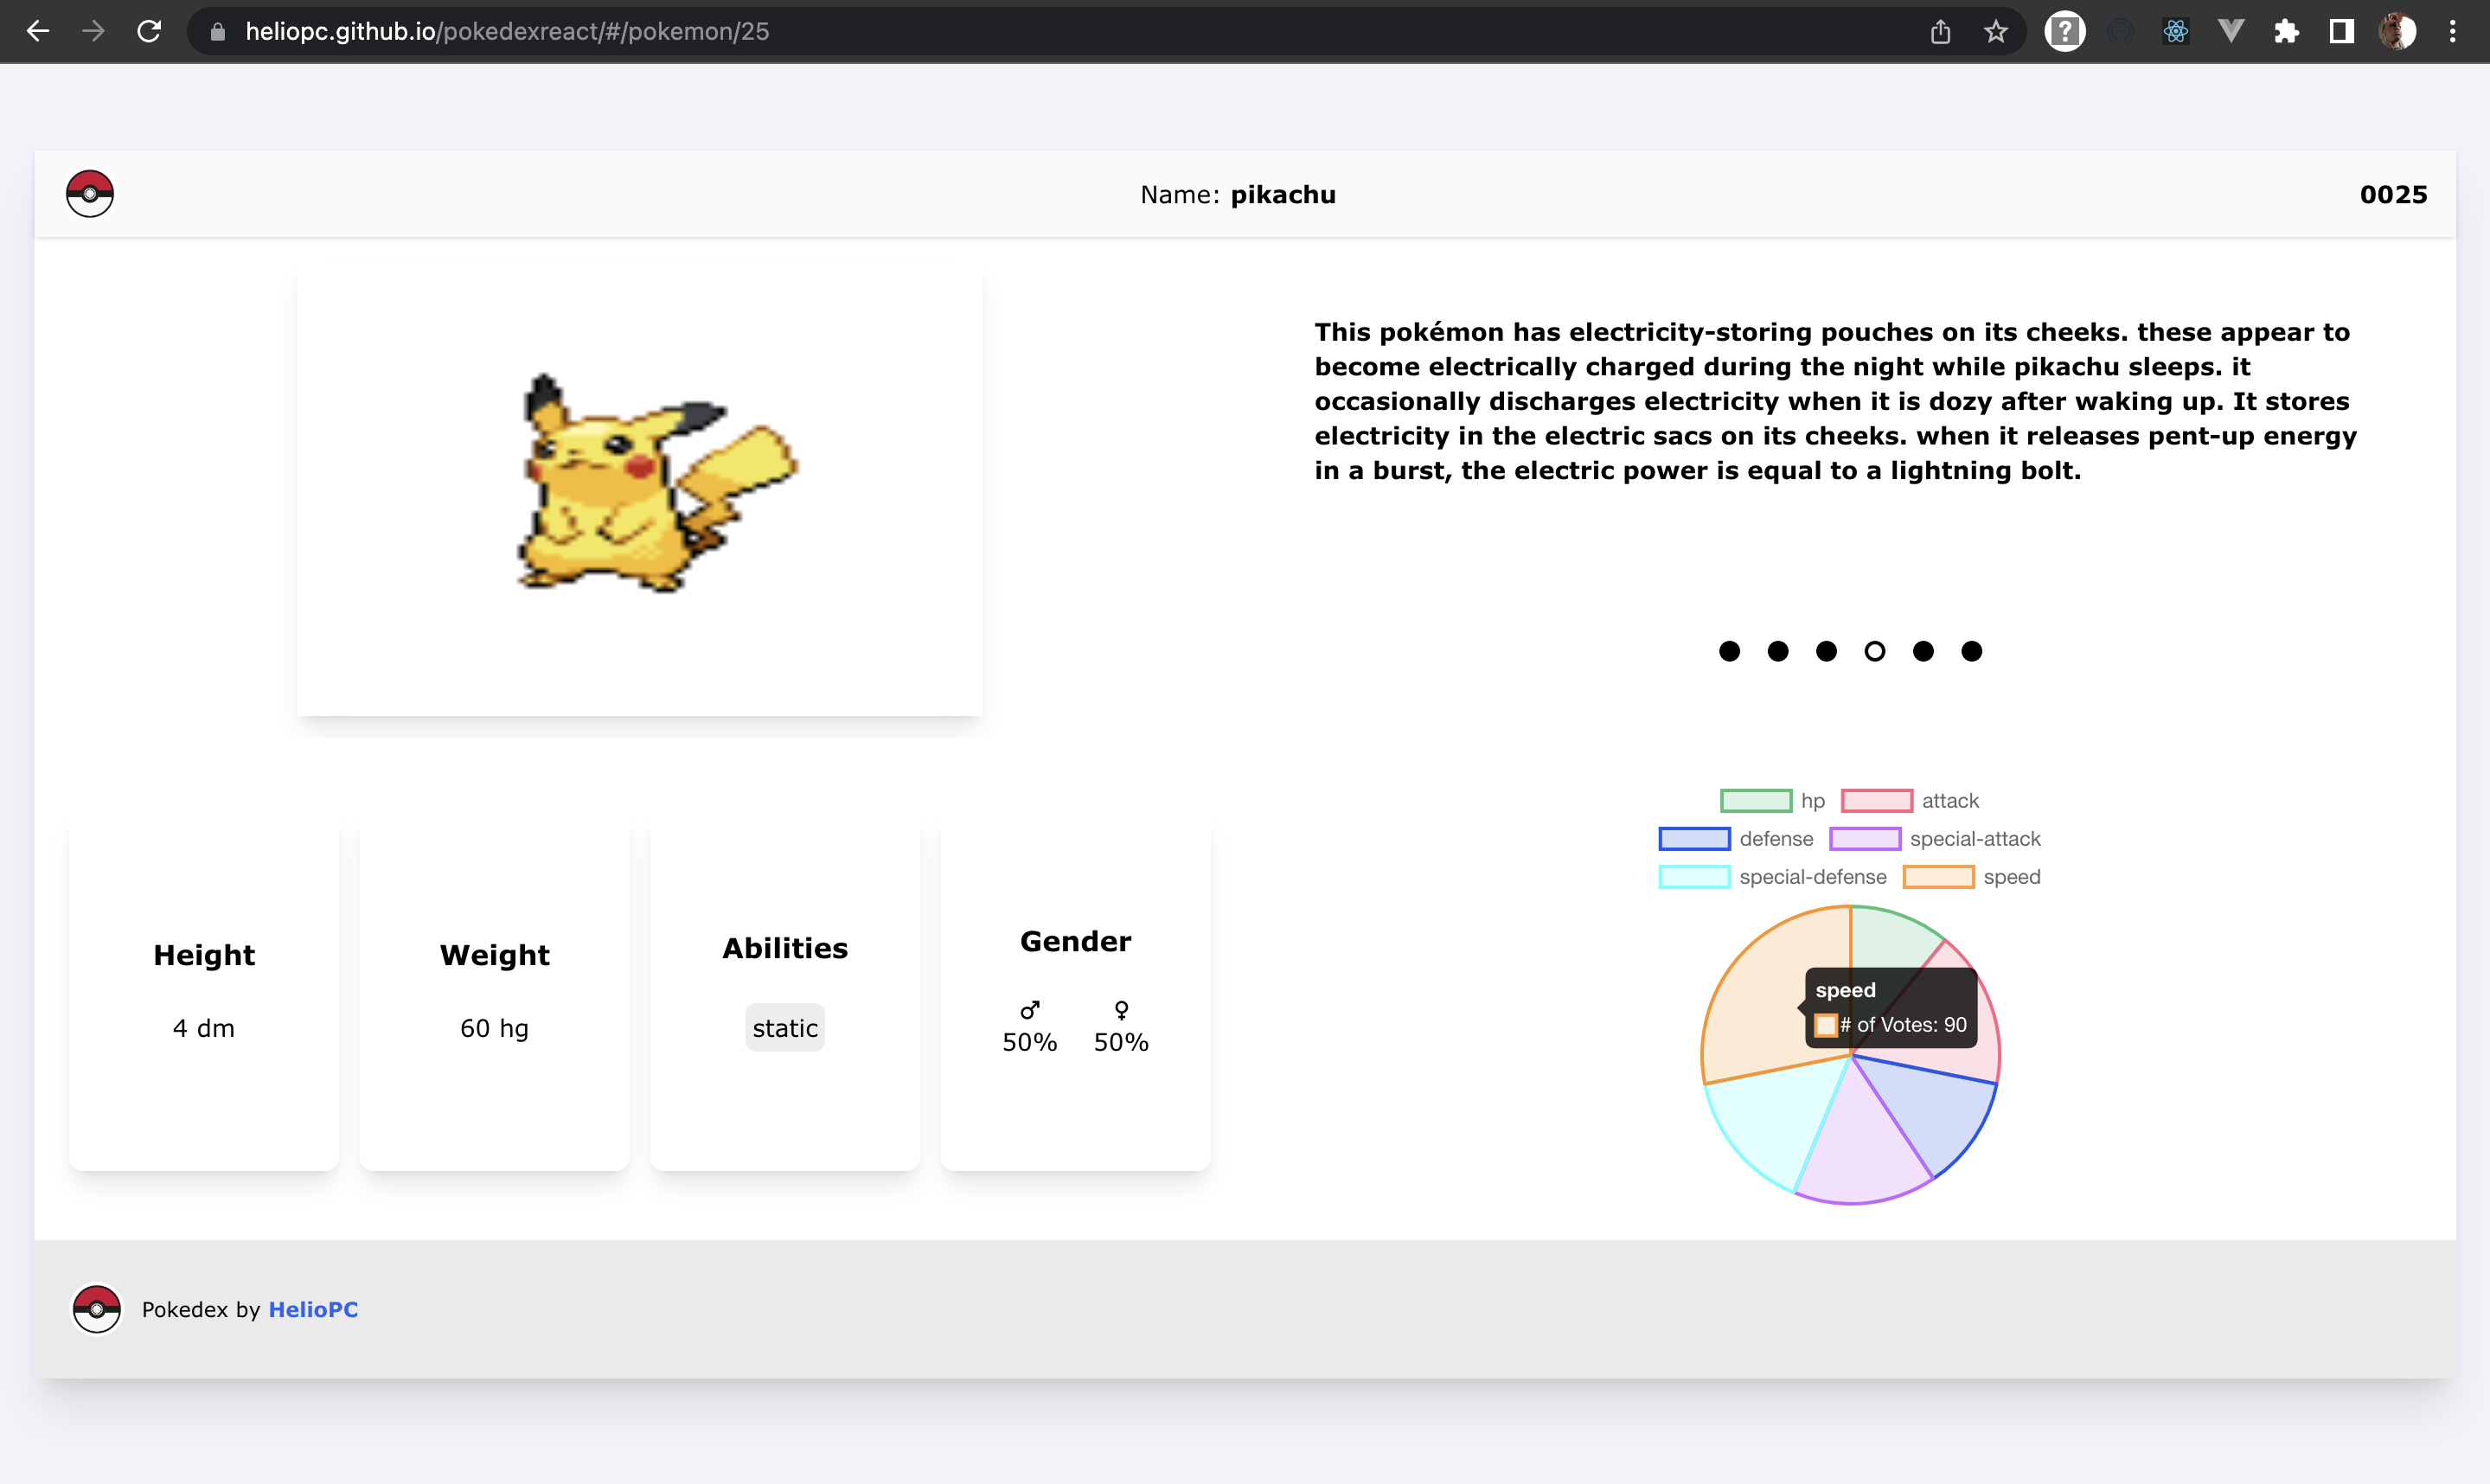 heliopc.github.io/pokedexreact/#/pokemon/25
?
Name: pikachu
0025
This pokémon has electricity-storing pouches on its cheeks. these appear to
become electrically charged during the night while pikachu sleeps. it
occasionally discharges electricity when it is dozy after waking up. It stores
electricity in the electric sacs on its cheeks. when it releases pent-up energy
in a burst, the electric power is equal to a lightning bolt.
hp attack
defense special-attack
special-defense speed
speed
# of Votes: 90
Height
4 dm
Weight
60 hg
Abilities
static
Gender
♂ ♀
50% 50%
Pokedex by HelioPC